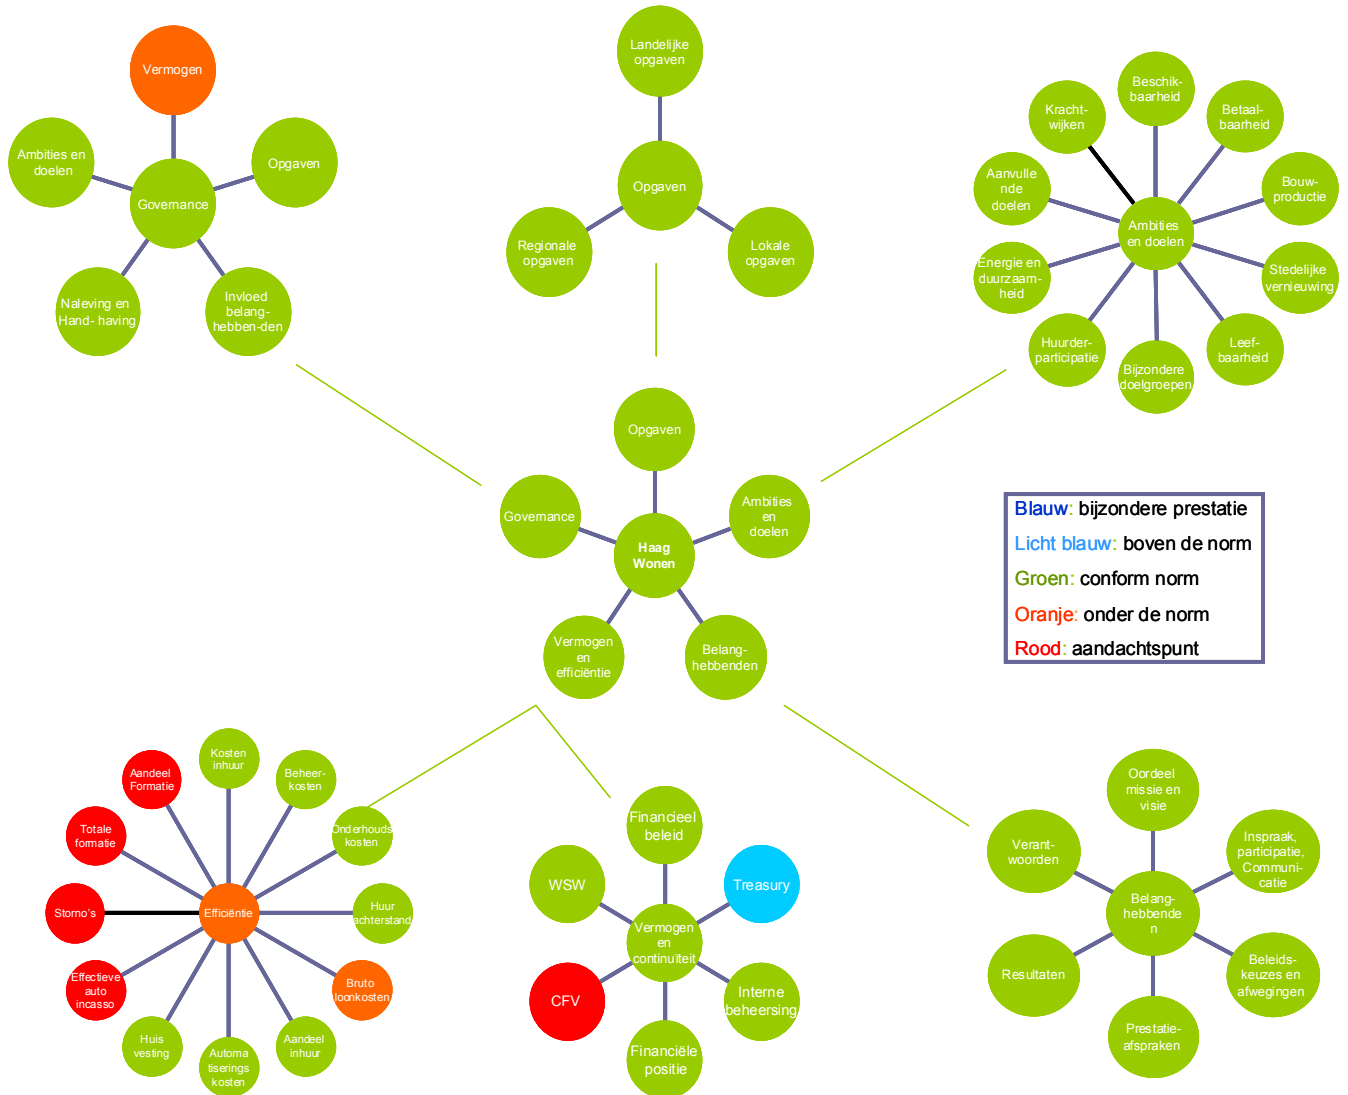 Vermogen
Ambities en
doelen
Opgaven
Governance
Naleving en
Hand- having
Invloed
belang-
hebben-den
Landelijke
opgaven
Opgaven
Regionale
opgaven
Lokale
opgaven
Beschik-
baarheid
Kracht-
wijken
Betaal-
baarheid
Aanvulle
nde
doelen
Bouw-
productie
Ambities
en doelen
Energie en
duurzaam-
heid
Stedelijke
vernieuwing
Huurder-
participatie
Leef-
baarheid
Bijzondere
doelgroepen
Opgaven
Governance
Ambities
en
doelen
Haag
Wonen
Vermogen
en
efficiëntie
Belang-
hebbenden
Blauw: bijzondere prestatie
Licht blauw: boven de norm
Groen: conform norm
Oranje: onder de norm
Rood: aandachtspunt
Kosten
inhuur
Aandeel
Formatie
Beheer-
kosten
Totale
formatie
Onderhouds
kosten
Storno's
Efficiëntie
Huur
achterstand
Effectieve
auto
incasso
Bruto
loonkosten
Huis
vesting
Automa
tiserings
kosten
Aandeel
inhuur
Financieel
beleid
WSW
Treasury
Vermogen
en
continuïteit
CFV
Interne
beheersing
Financiële
positie
Oordeel
missie en
visie
Verant-
woorden
Inspraak,
participatie,
Communi-
catie
Belang-
hebbende
n
Resultaten
Beleids-
keuzes en
afwegingen
Prestatie-
afspraken